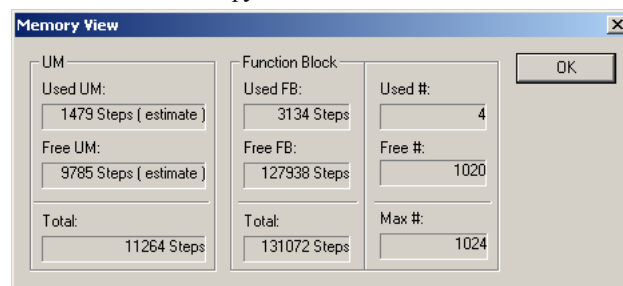 Memory View
UM
Used UM:
1479 Steps ( estimate )
Free UM:
9785 Steps ( estimate )
Total:
11264 Steps
Function Block
Used FB:
3134 Steps
Free FB:
127938 Steps
Total:
131072 Steps
Used #:
4
Free #:
1020
Max #:
1024
OK